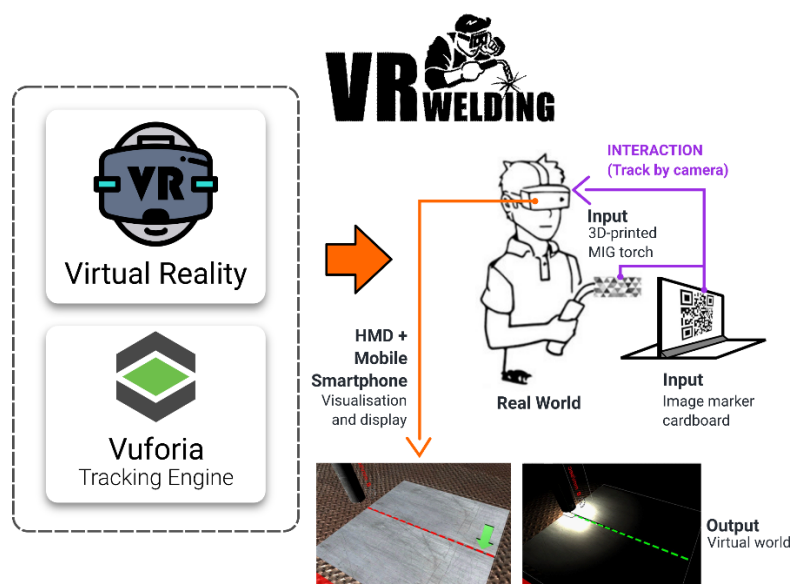 VR WELDING
VR
Virtual Reality
Vuforia
Tracking Engine
INTERACTION
(Track by camera)
Input
3D-printed
MIG torch
HMD +
Mobile
Smartphone
Visualisation
and display
Real World
Input
Image marker
cardboard
Output
Virtual world